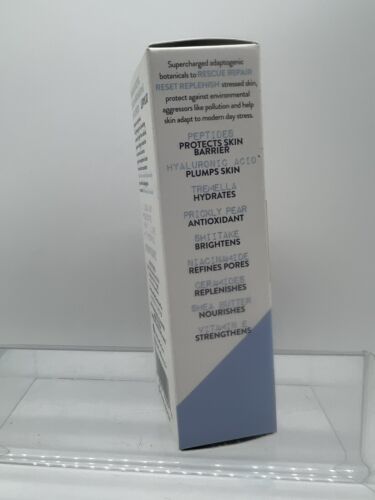 Supercharged adaptogenic
botanicals to RESCUE REPAIR
RESET REPLENISH stressed skin,
protect against environmental
aggressors like pollution and help
skin adapt to modern day stress.
PEPTIDES
PROTECTS SKIN
BARRIER
HYALURONIC ACID
PLUMPS SKIN
TREMELLA
HYDRATES
PRICKLY PEAR
ANTIOXIDANT
SHIITAKE
BRIGHTENS
NIACINAMIDE
REFINES PORES
CERAMIDES
REPLENISHES
SHEA BUTTER
NOURISHES
VITAMIN E
STRENGTHENS